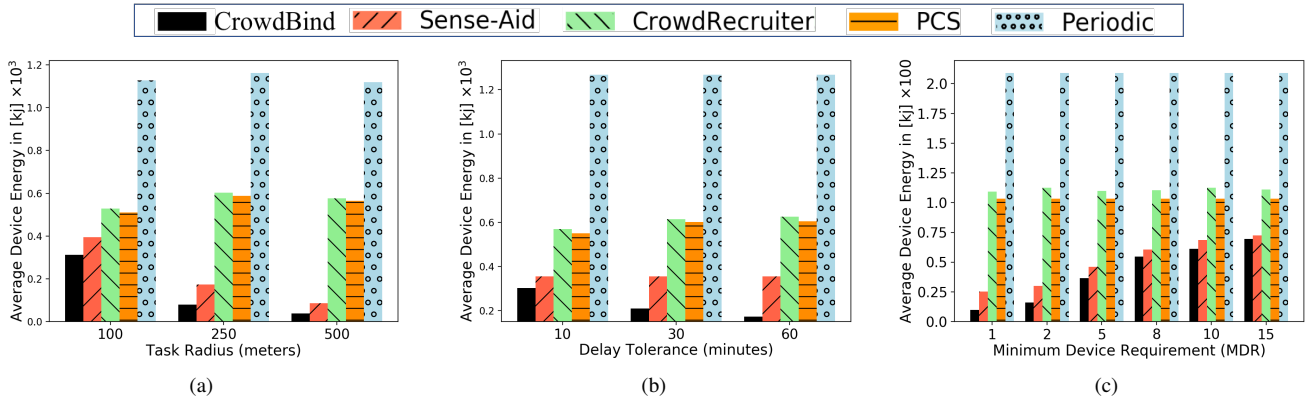 CrowdBind Sense-Aid CrowdRecruiter PCS Periodic
Average Device Energy in [kj] ×10³
1.2
1.0
0.8
0.6
0.4
0.2
0.0
100 250 500
Task Radius (meters)
(a)
Average Device Energy in [kj] ×10³
1.2
1.0
0.8
0.6
0.4
0.2
10 30 60
Delay Tolerance (minutes)
(b)
Average Device Energy in [kj] ×100
2.0
1.75
1.50
1.25
1.00
0.75
0.50
0.25
0.0
1 2 5 8 10 15
Minimum Device Requirement (MDR)
(c)